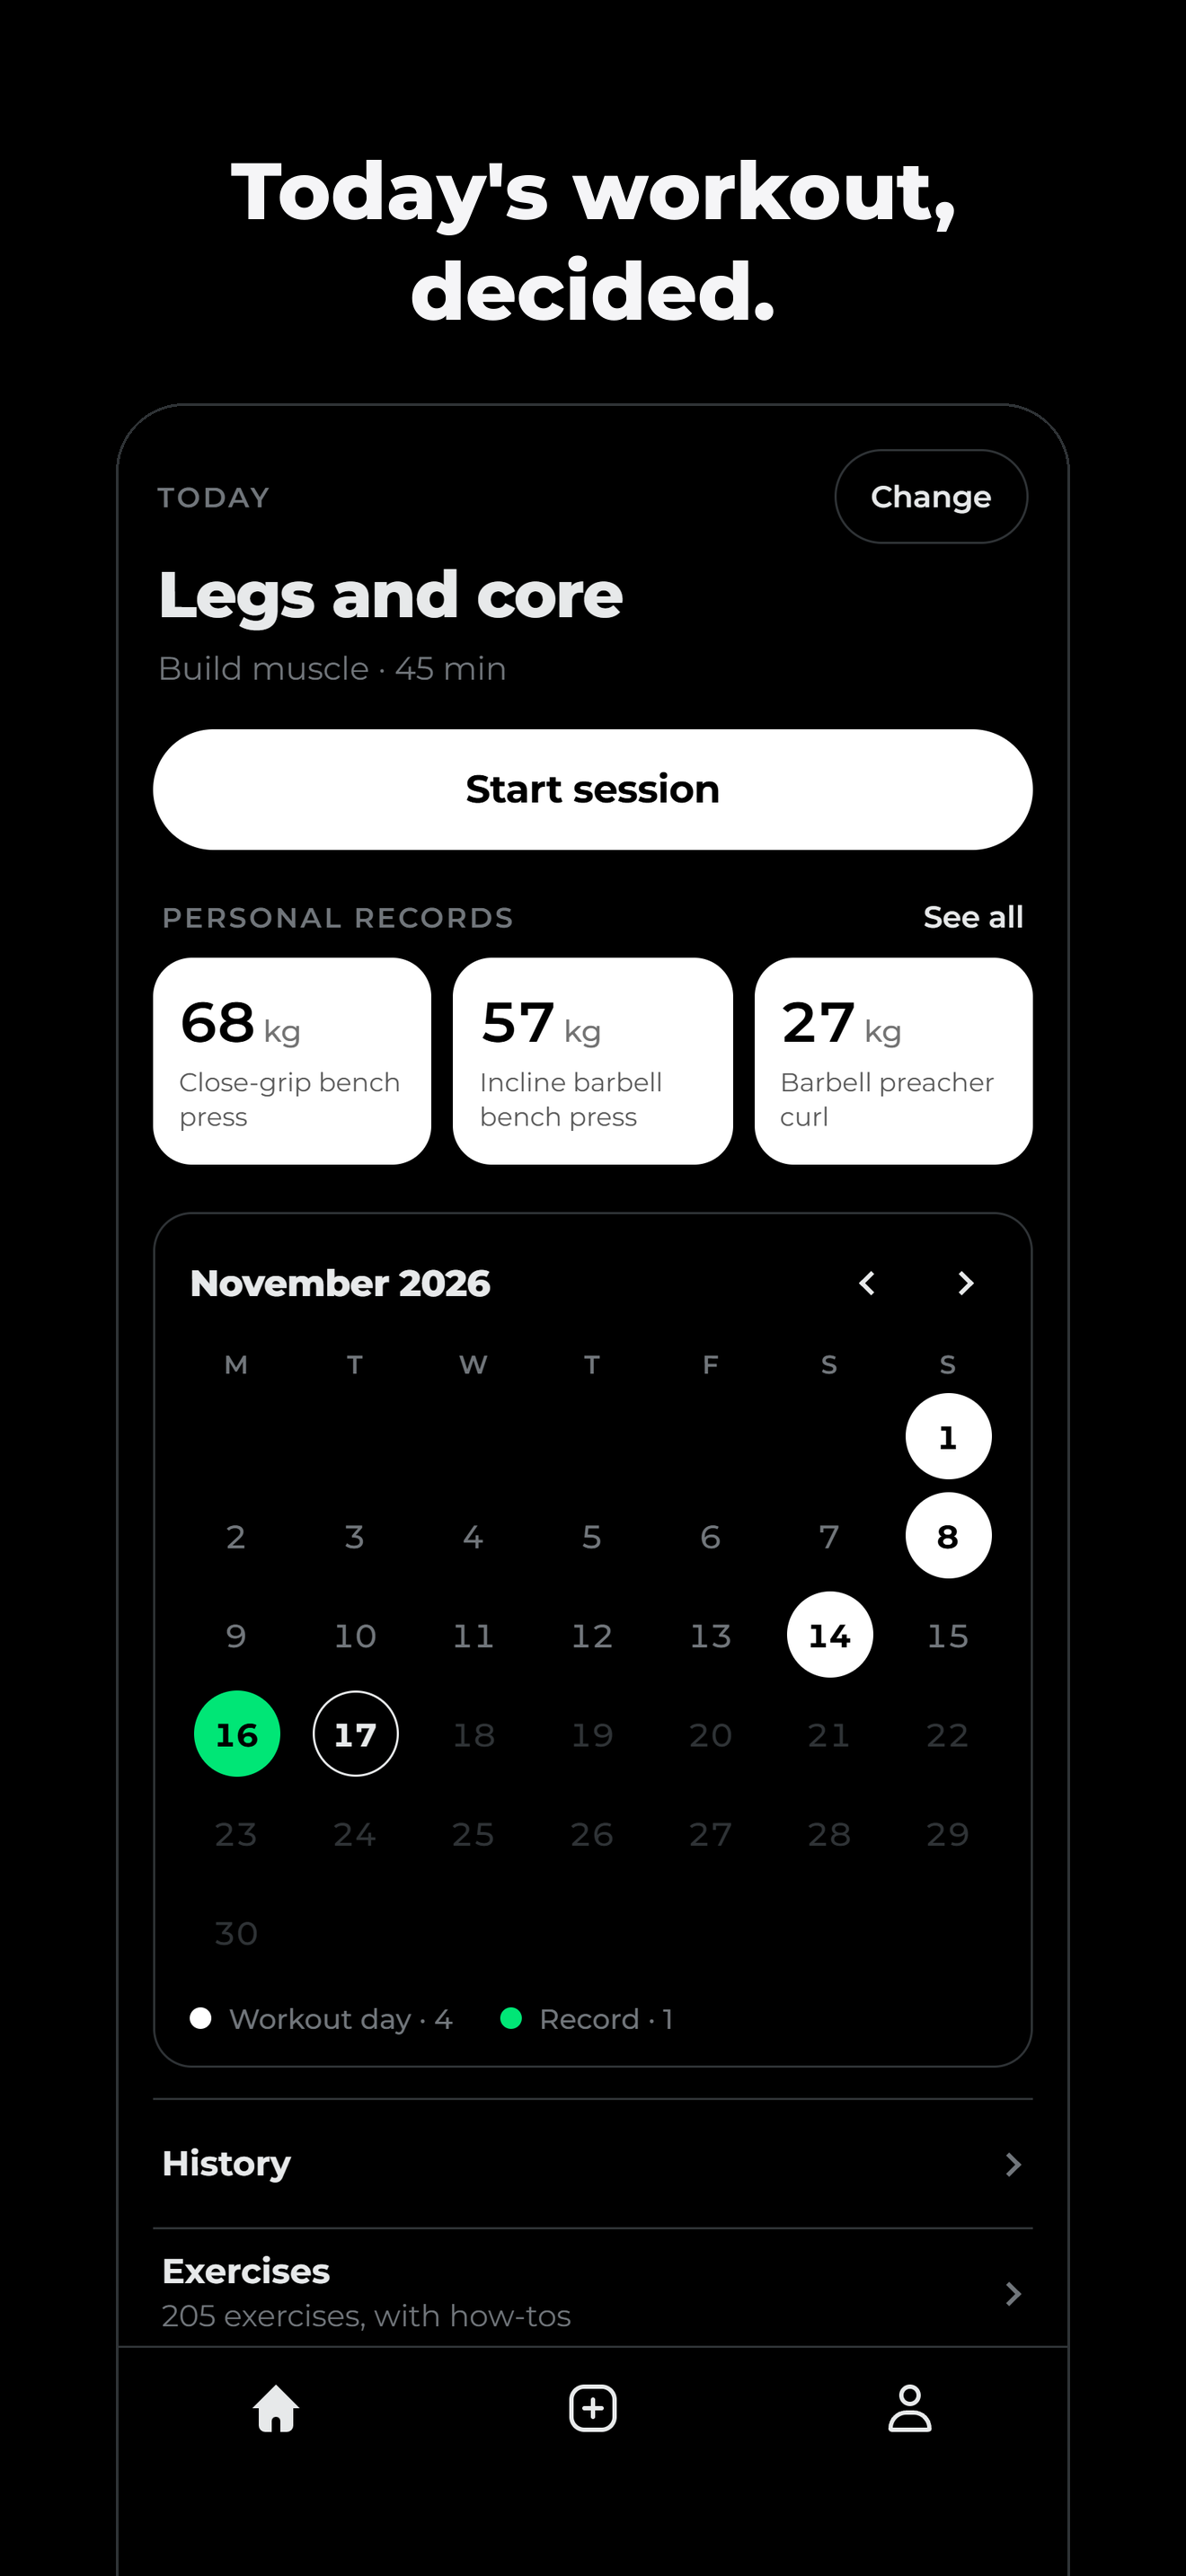 Today's workout,
decided.
TODAY
Change
Legs and core
Build muscle · 45 min
Start session
PERSONAL RECORDS
See all
68 kg
Close-grip bench
press
57 kg
Incline barbell
bench press
27 kg
Barbell preacher
curl
November 2026
M T W T F S S
1
2 3 4 5 6 7 8
9 10 11 12 13 14 15
16 17 18 19 20 21 22
23 24 25 26 27 28 29
30
Workout day · 4 Record · 1
History
Exercises
205 exercises, with how-tos